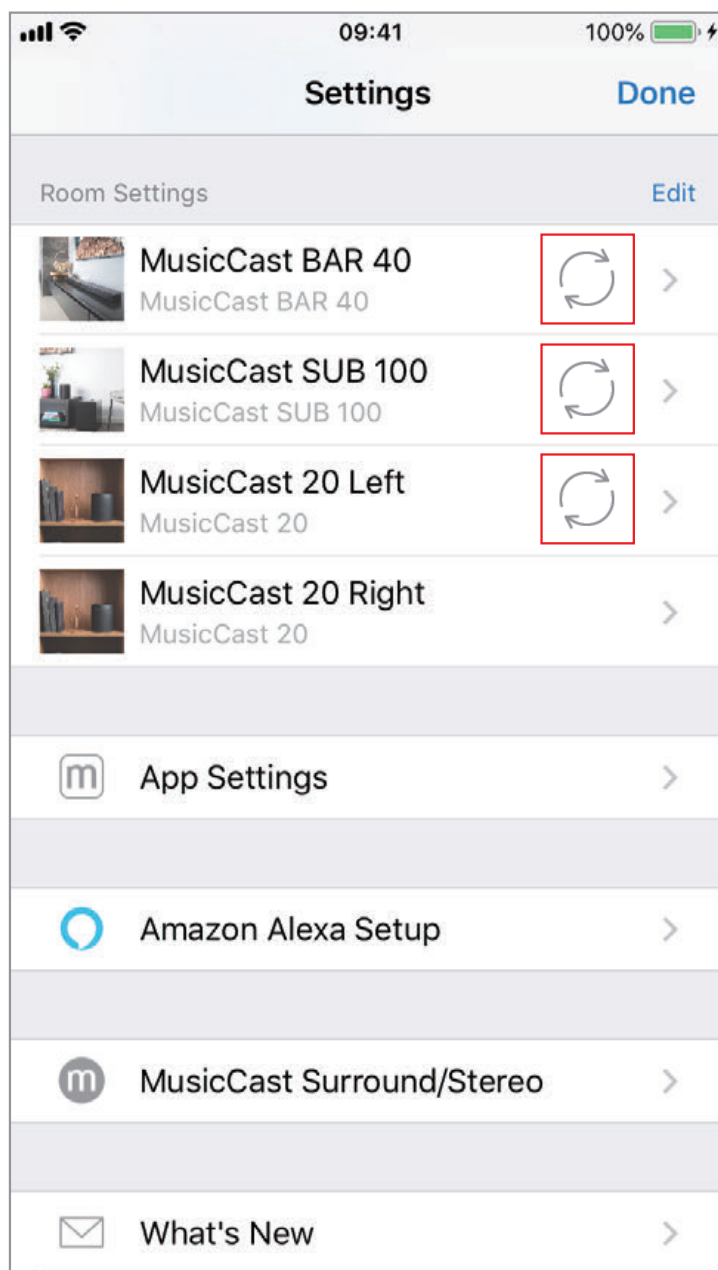 09:41
100%
Settings
Done
Room Settings
Edit
MusicCast BAR 40
MusicCast BAR 40
MusicCast SUB 100
MusicCast SUB 100
MusicCast 20 Left
MusicCast 20
MusicCast 20 Right
MusicCast 20
m
App Settings
Amazon Alexa Setup
m
MusicCast Surround/Stereo
What's New